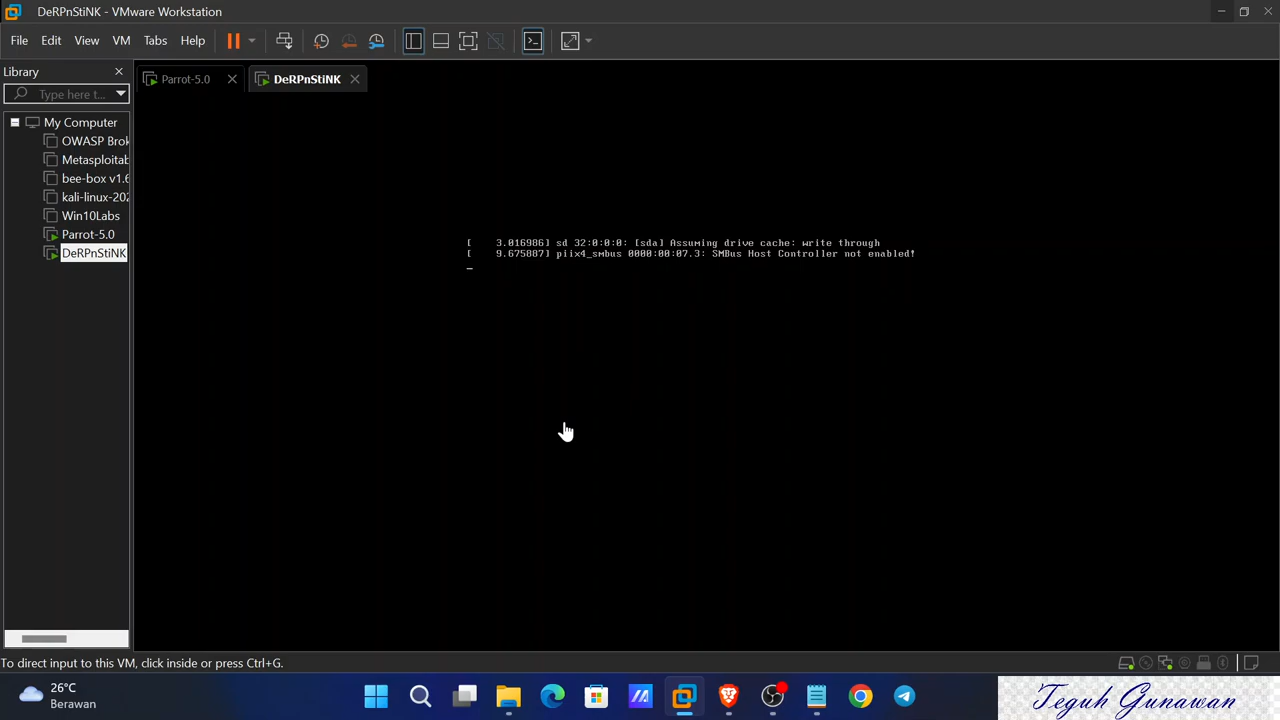 DeRPnStiNK - VMware Workstation
File Edit View VM Tabs Help
Library
Parrot-5.0
DeRPnStiNK
Type here t...
My Computer
OWASP Brok
Metasploitab
bee-box v1.6
kali-linux-202
Win10Labs
Parrot-5.0
DeRPnStiNK
[ 3.016986] sd 32:0:0:0: [sda] Assuming drive cache: write through
[ 9.675887] piix4_smbus 0000:00:07.3: SMBus Host Controller not enabled!
To direct input to this VM, click inside or press Ctrl+G.
26°C
Berawan
Teguh Gunawan